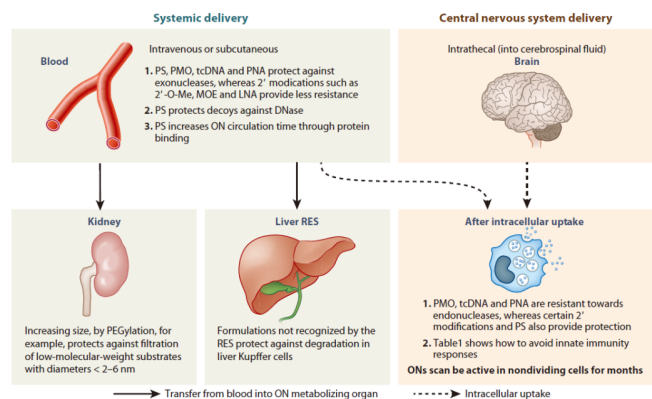 Systemic delivery
Central nervous system delivery
Blood
Intravenous or subcutaneous
1. PS, PMO, tcDNA and PNA protect against
exonucleases, whereas 2′ modications such as
2′-O-Me, MOE and LNA provide less resistance
2. PS protects decoys against DNase
3. PS increases ON circulation time through protein
binding
Intrathecal (into cerebrospinal fluid)
Brain
Kidney
Increasing size, by PEGylation, for
example, protects against filtration
of low-molecular-weight substrates
with diameters < 2–6 nm
Liver RES
Formulations not recognized by the
RES protect against degradation in
liver Kupffer cells
After intracellular uptake
1. PMO, tcDNA and PNA are resistant towards
endonucleases, whereas certain 2′
modifications and PS also provide protection
2. Table1 shows how to avoid innate immunity
responses
ONs scan be active in nondividing cells for months
Transfer from blood into ON metabolizing organ
Intracellular uptake